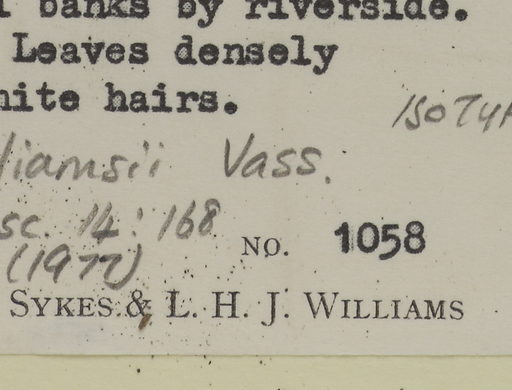 l banks by riverside.
Leaves densely
hite hairs.
IsoTyp
liamsii Vass.
sc. 14: 168
(1977)
No. 1058
SYKES & L. H. J. WILLIAMS